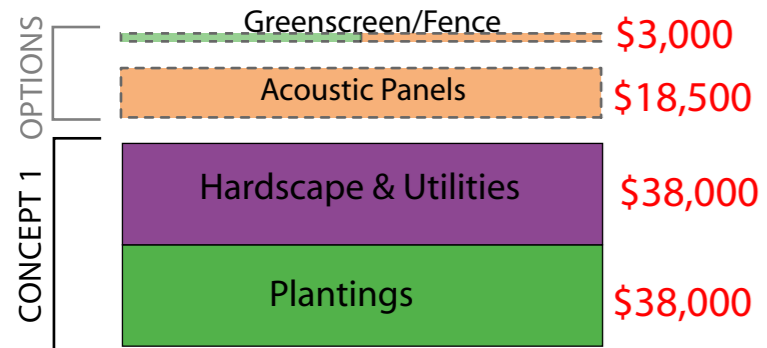 OPTIONS
Greenscreen/Fence $3,000
Acoustic Panels $18,500
CONCEPT 1
Hardscape & Utilities $38,000
Plantings $38,000